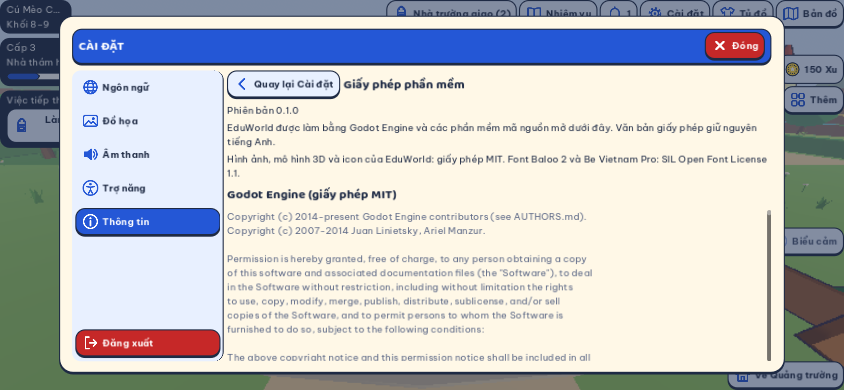 Cú Mèo C...
Khối 8-9
Nhà trường giao (2)
Nhiệm vụ
1
Cài đặt
Tủ đồ
Bản đồ
Cấp 3
Nhà thám h
CÀI ĐẶT
Đóng
150 Xu
Việc tiếp th
Thêm
Làn
Ngôn ngữ
Đồ họa
Âm thanh
Trợ năng
Thông tin
Đăng xuất
Quay lại Cài đặt
Giấy phép phần mềm
Phiên bản 0.1.0
EduWorld được làm bằng Godot Engine và các phần mềm mã nguồn mở dưới đây. Văn bản giấy phép giữ nguyên
tiếng Anh.
Hình ảnh, mô hình 3D và icon của EduWorld: giấy phép MIT. Font Baloo 2 và Be Vietnam Pro: SIL Open Font License
1.1.
Godot Engine (giấy phép MIT)
Copyright (c) 2014-present Godot Engine contributors (see AUTHORS.md).
Copyright (c) 2007-2014 Juan Linietsky, Ariel Manzur.
Permission is hereby granted, free of charge, to any person obtaining a copy
of this software and associated documentation files (the "Software"), to deal
in the Software without restriction, including without limitation the rights
to use, copy, modify, merge, publish, distribute, sublicense, and/or sell
copies of the Software, and to permit persons to whom the Software is
furnished to do so, subject to the following conditions:
The above copyright notice and this permission notice shall be included in all
Biểu cảm
Về Quảng trường